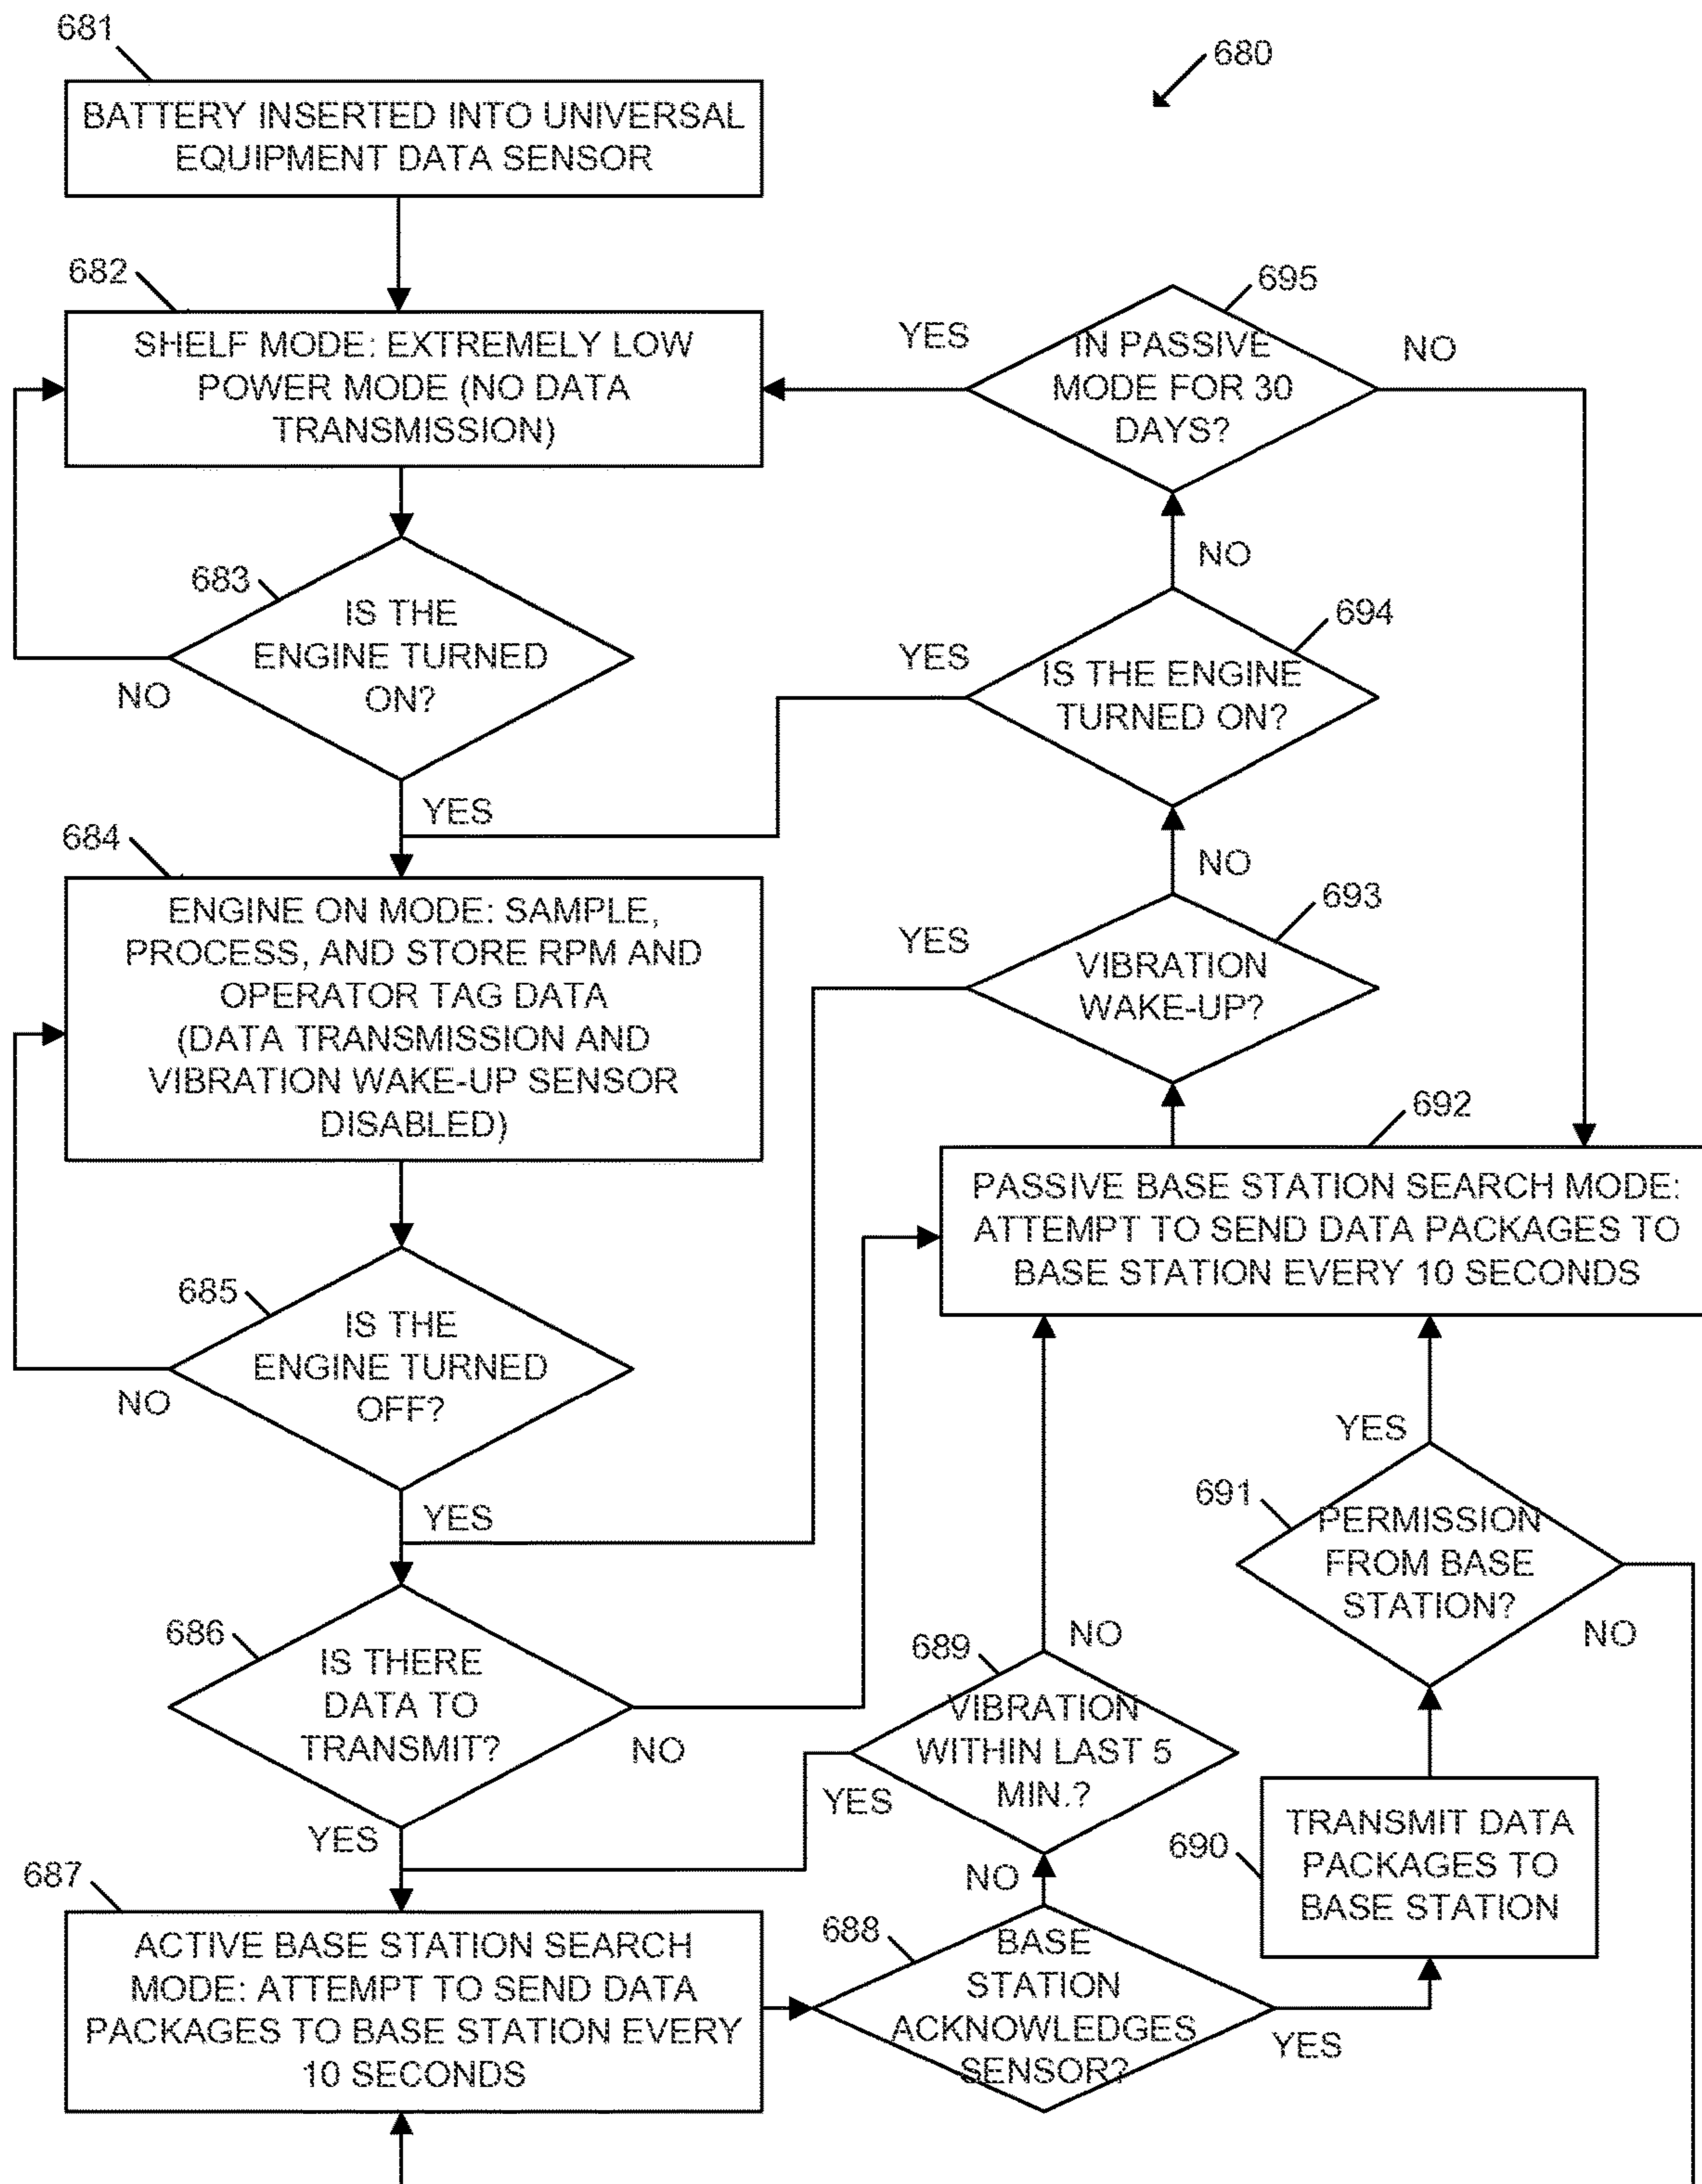 681
680
BATTERY INSERTED INTO UNIVERSAL
EQUIPMENT DATA SENSOR
682
SHELF MODE: EXTREMELY LOW
POWER MODE (NO DATA
TRANSMISSION)
683
IS THE
ENGINE TURNED
ON?
NO
YES
684
ENGINE ON MODE: SAMPLE,
PROCESS, AND STORE RPM AND
OPERATOR TAG DATA
(DATA TRANSMISSION AND
VIBRATION WAKE-UP SENSOR
DISABLED)
685
IS THE
ENGINE TURNED
OFF?
NO
YES
686
IS THERE
DATA TO
TRANSMIT?
NO
YES
687
ACTIVE BASE STATION SEARCH
MODE: ATTEMPT TO SEND DATA
PACKAGES TO BASE STATION EVERY
10 SECONDS
688
BASE
STATION
ACKNOWLEDGES
SENSOR?
NO
YES
689
VIBRATION
WITHIN LAST 5
MIN.?
YES
NO
690
TRANSMIT DATA
PACKAGES TO
BASE STATION
691
PERMISSION
FROM BASE
STATION?
YES
NO
692
PASSIVE BASE STATION SEARCH MODE:
ATTEMPT TO SEND DATA PACKAGES TO
BASE STATION EVERY 10 SECONDS
693
VIBRATION
WAKE-UP?
YES
NO
694
IS THE ENGINE
TURNED ON?
YES
NO
695
IN PASSIVE
MODE FOR 30
DAYS?
YES
NO